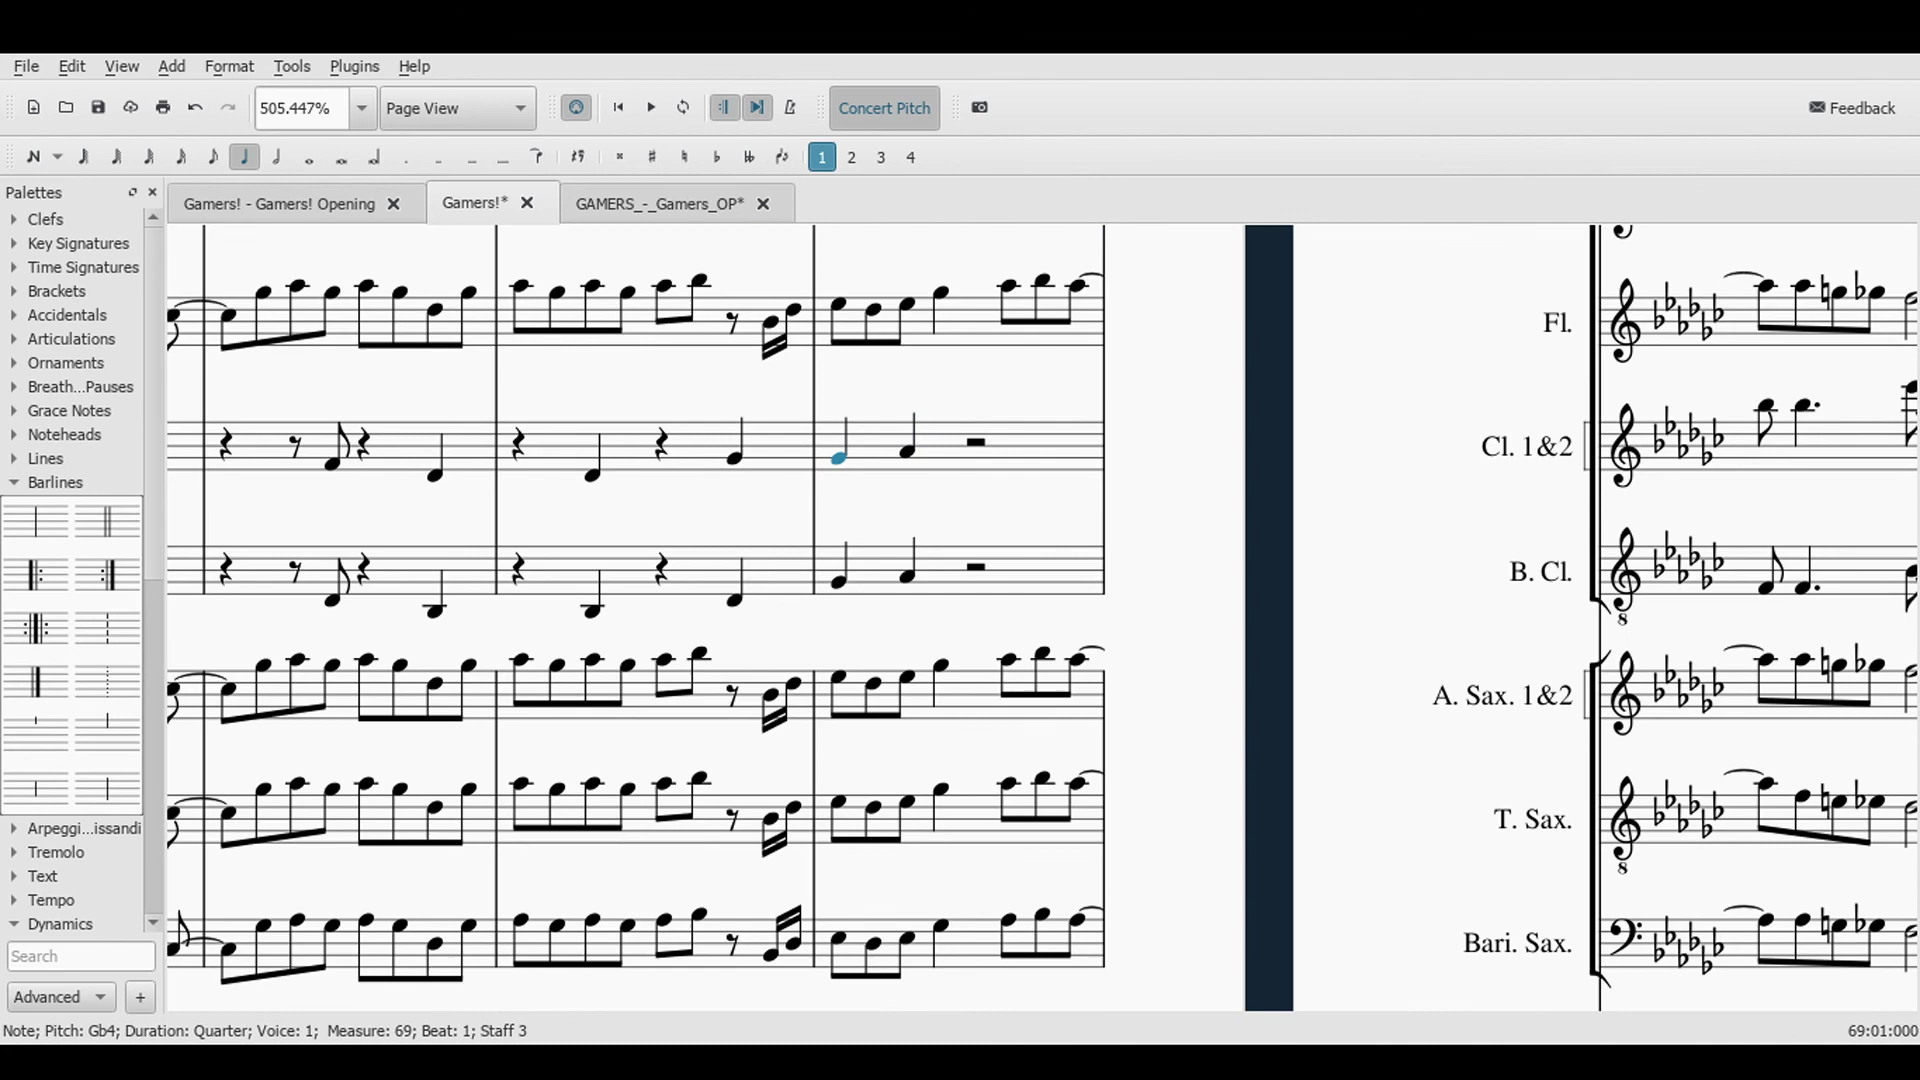 File Edit View Add Format Tools Plugins Help
505.447% Page View Concert Pitch Feedback
1 2 3 4
Palettes
Gamers! - Gamers! Opening Gamers!* GAMERS_-_Gamers_OP*
Clefs
Key Signatures
Time Signatures
Brackets
Accidentals
Articulations
Ornaments
Breath...Pauses
Grace Notes
Noteheads
Lines
Barlines
Arpeggi...issandi
Tremolo
Text
Tempo
Dynamics
Search
Advanced +
Fl.
Cl. 1&2
B. Cl.
8
A. Sax. 1&2
T. Sax.
8
Bari. Sax.
Note; Pitch: Gb4; Duration: Quarter; Voice: 1; Measure: 69; Beat: 1; Staff 3
69:01:000